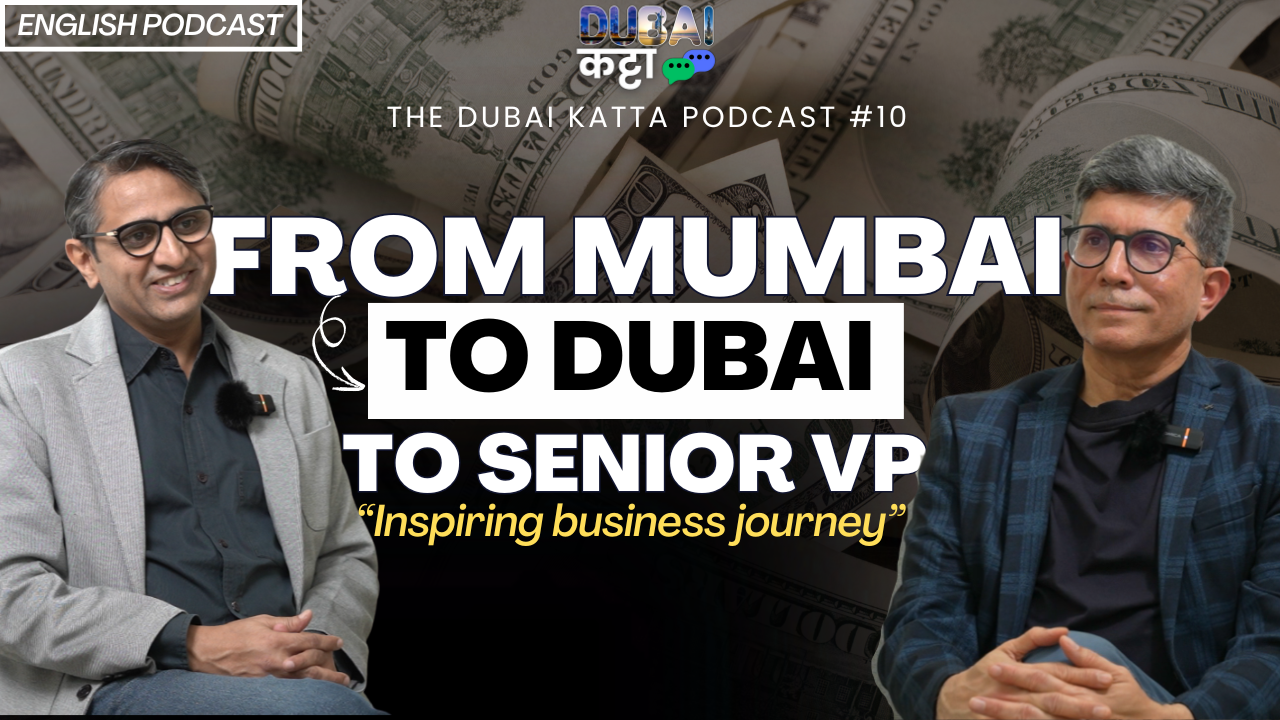 ENGLISH PODCAST
DUBAI
कट्टा
THE DUBAI KATTA PODCAST #10
FROM MUMBAI
TO DUBAI
TO SENIOR VP
“Inspiring business journey”